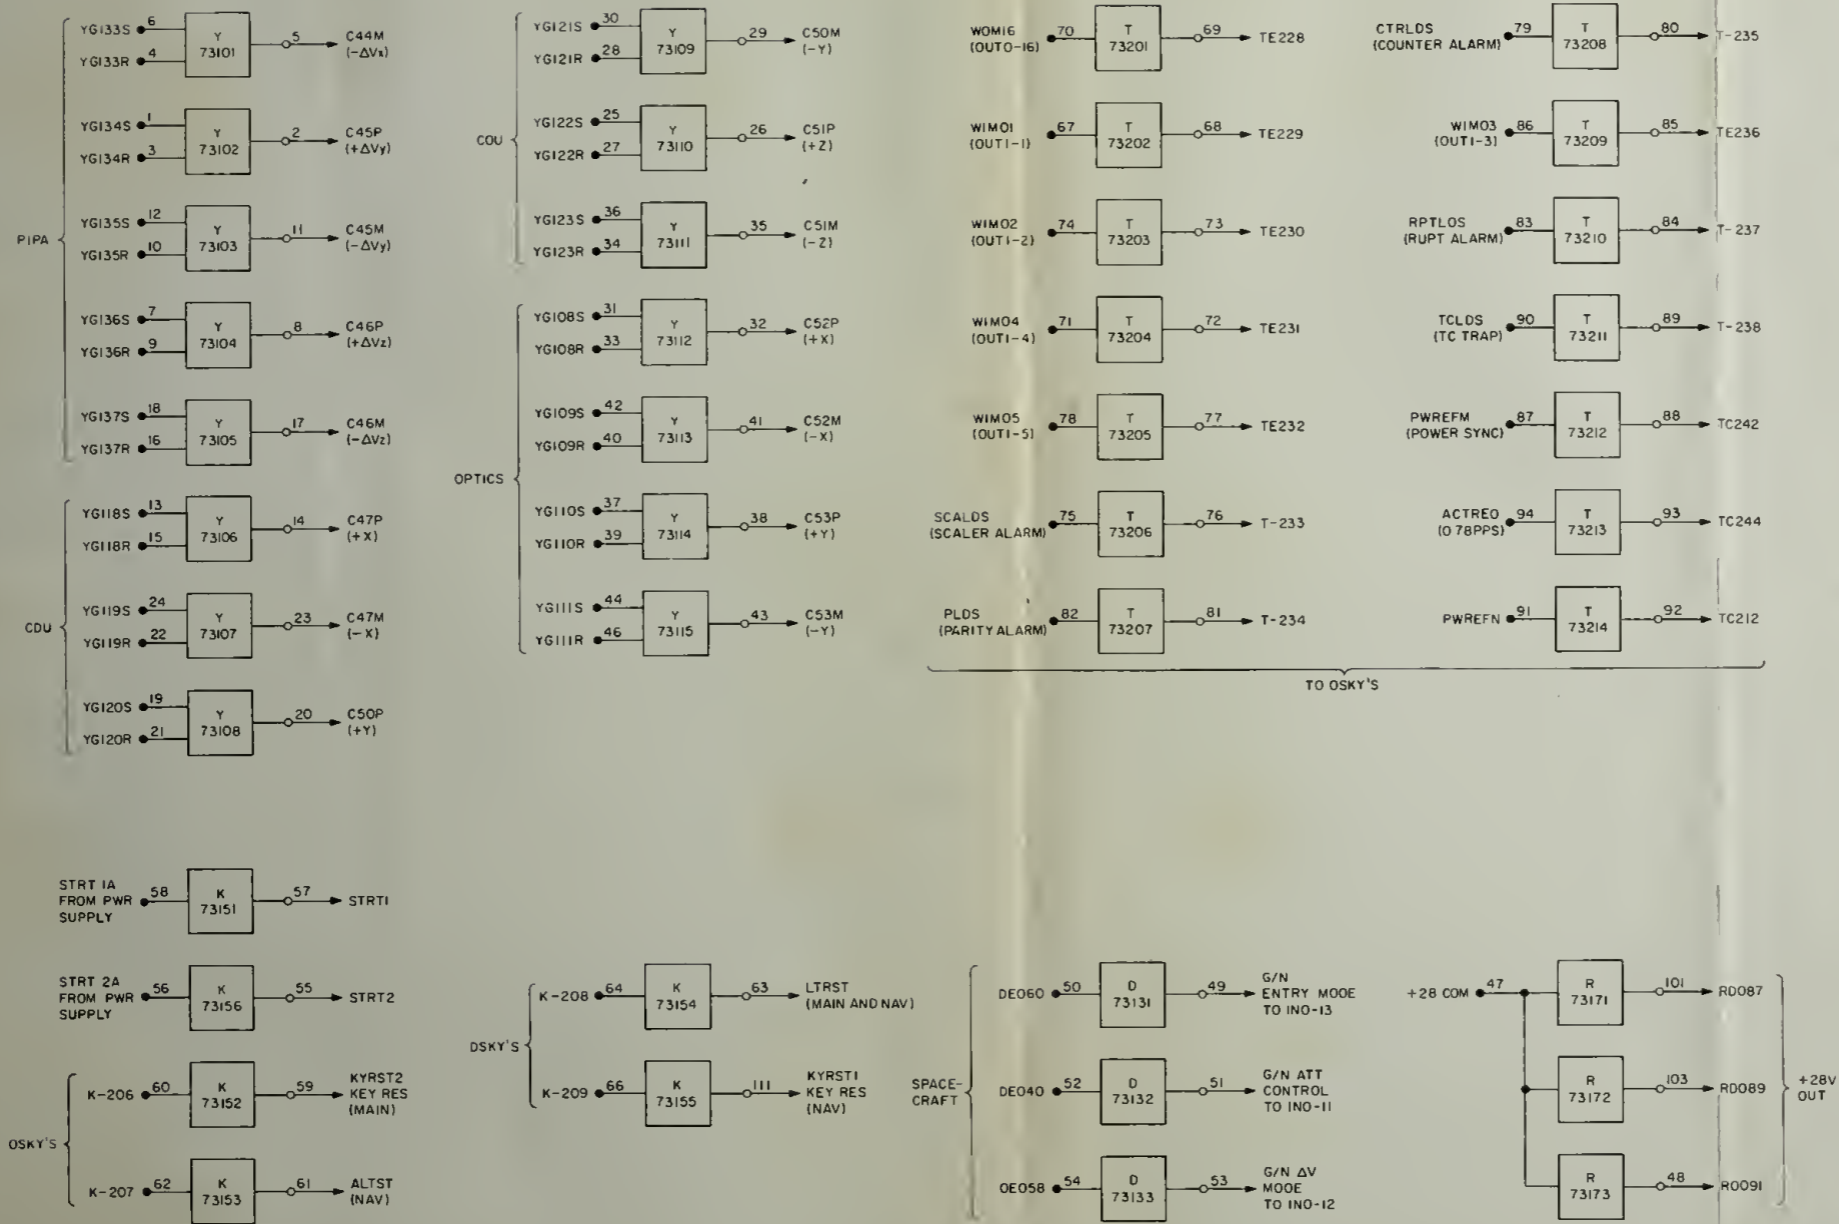 PIPA
YG133S 6
YG133R 4
Y 73101
5 C44M (-ΔVx)
YG134S 1
YG134R 3
Y 73102
2 C45P (+ΔVy)
YG135S 12
YG135R 10
Y 73103
11 C45M (-ΔVy)
YG136S 7
YG136R 9
Y 73104
8 C46P (+ΔVz)
YG137S 18
YG137R 16
Y 73105
17 C46M (-ΔVz)
CDU
YG118S 13
YG118R 15
Y 73106
14 C47P (+X)
YG119S 24
YG119R 22
Y 73107
23 C47M (-X)
YG120S 19
YG120R 21
Y 73108
20 C50P (+Y)
COU
YG121S 30
YG121R 28
Y 73109
29 C50M (-Y)
YG122S 25
YG122R 27
Y 73110
26 C51P (+Z)
YG123S 36
YG123R 34
Y 73111
35 C51M (-Z)
OPTICS
YG108S 31
YG108R 33
Y 73112
32 C52P (+X)
YG109S 42
YG109R 40
Y 73113
41 C52M (-X)
YG110S 37
YG110R 39
Y 73114
38 C53P (+Y)
YG111S 44
YG111R 46
Y 73115
43 C53M (-Y)
WOM16 (OUTO-16) 70
T 73201
69 TE228
WIMO1 (OUT1-1) 67
T 73202
68 TE229
WIMO2 (OUT1-2) 74
T 73203
73 TE230
WIMO4 (OUT1-4) 71
T 73204
72 TE231
WIMO5 (OUT1-5) 78
T 73205
77 TE232
SCALDS (SCALER ALARM) 75
T 73206
76 T-233
PLDS (PARITY ALARM) 82
T 73207
81 T-234
CTRLDS (COUNTER ALARM) 79
T 73208
80 T-235
WIMO3 (OUT1-3) 86
T 73209
85 TE236
RPTLOS (RUPT ALARM) 83
T 73210
84 T-237
TCLDS (TC TRAP) 90
T 73211
89 T-238
PWREFM (POWER SYNC) 87
T 73212
88 TC242
ACTREO (0 78PPS) 94
T 73213
93 TC244
PWREFN 91
T 73214
92 TC212
TO OSKY'S
STRT 1A FROM PWR SUPPLY 58
K 73151
57 STRT1
STRT 2A FROM PWR SUPPLY 56
K 73156
55 STRT2
OSKY'S
K-206 60
K 73152
59 KYRST2 KEY RES (MAIN)
K-207 62
K 73153
61 ALTST (NAV)
DSKY'S
K-208 64
K 73154
63 LTRST (MAIN AND NAV)
K-209 66
K 73155
111 KYRST1 KEY RES (NAV)
SPACE-CRAFT
DEO60 50
D 73131
49 G/N ENTRY MODE TO INO-13
DEO40 52
D 73132
51 G/N ATT CONTROL TO INO-11
OEO58 54
D 73133
53 G/N ΔV MOOE TO INO-12
+28 COM 47
R 73171
101 RD087
R 73172
103 RD089
R 73173
48 RO091
+28V OUT